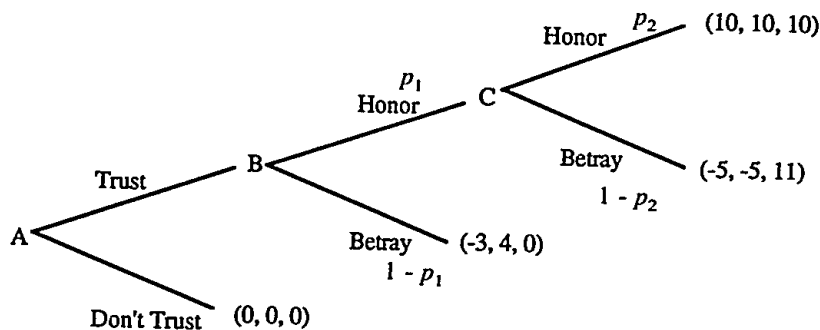 Honor p₂ (10, 10, 10)
p₁
Honor C
Trust B Betray (-5, -5, 11)
1 - p₂
A Betray (-3, 4, 0)
1 - p₁
Don't Trust (0, 0, 0)